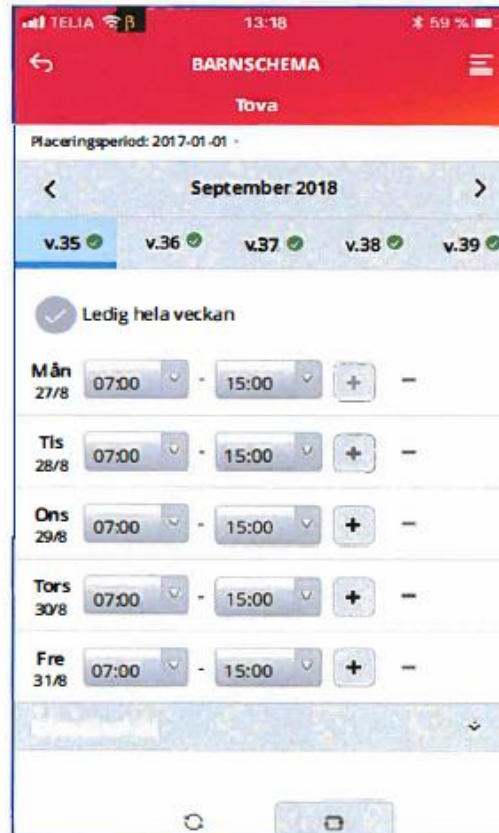 TELIA β 13:18 59 %
BARNSCHEMA
Tova
Placeringsperiod: 2017-01-01 -
September 2018
v.35 v.36 v.37 v.38 v.39
Ledig hela veckan
Mån 07:00 - 15:00 + -
27/8
Tis 07:00 - 15:00 + -
28/8
Ons 07:00 - 15:00 + -
29/8
Tors 07:00 - 15:00 + -
30/8
Fre 07:00 - 15:00 + -
31/8